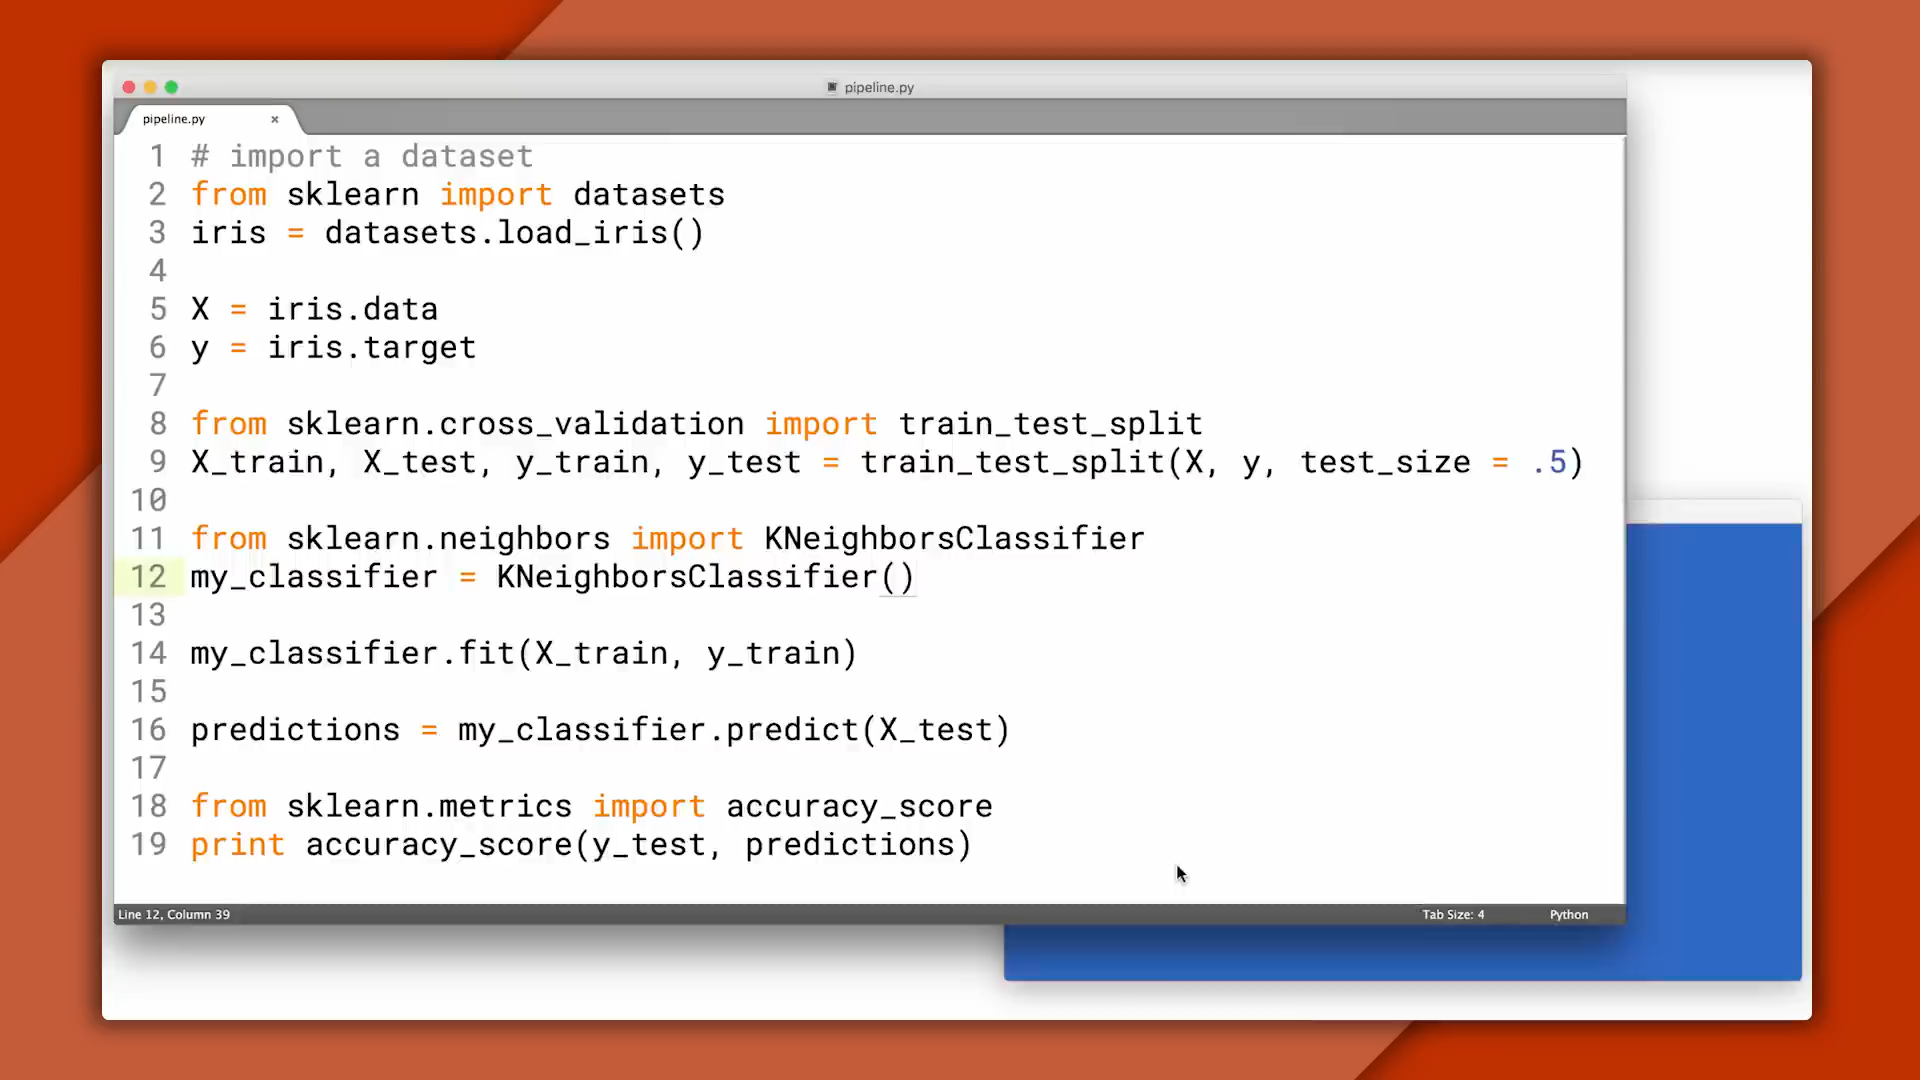 pipeline.py
pipeline.py ×
1 # import a dataset
2 from sklearn import datasets
3 iris = datasets.load_iris()
4
5 X = iris.data
6 y = iris.target
7
8 from sklearn.cross_validation import train_test_split
9 X_train, X_test, y_train, y_test = train_test_split(X, y, test_size = .5)
10
11 from sklearn.neighbors import KNeighborsClassifier
12 my_classifier = KNeighborsClassifier()
13
14 my_classifier.fit(X_train, y_train)
15
16 predictions = my_classifier.predict(X_test)
17
18 from sklearn.metrics import accuracy_score
19 print accuracy_score(y_test, predictions)
Line 12, Column 39 Tab Size: 4 Python